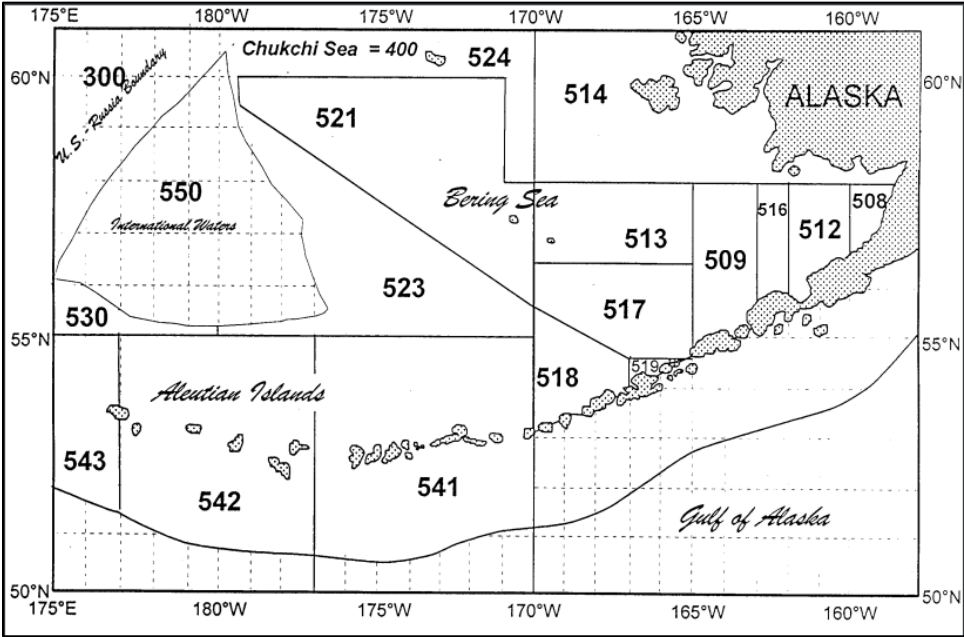 175°E 180°W 175°W 170°W 165°W 160°W
Chukchi Sea = 400
524
60°N
300
60°N
U.S.-Russia Boundary
514
ALASKA
521
550
Bering Sea
508
516
International Waters
513
512
509
523
517
530
55°N
55°N
519
518
Aleutian Islands
543
541
542
Gulf of Alaska
50°N
50°N
175°E 180°W 175°W 170°W 165°W 160°W